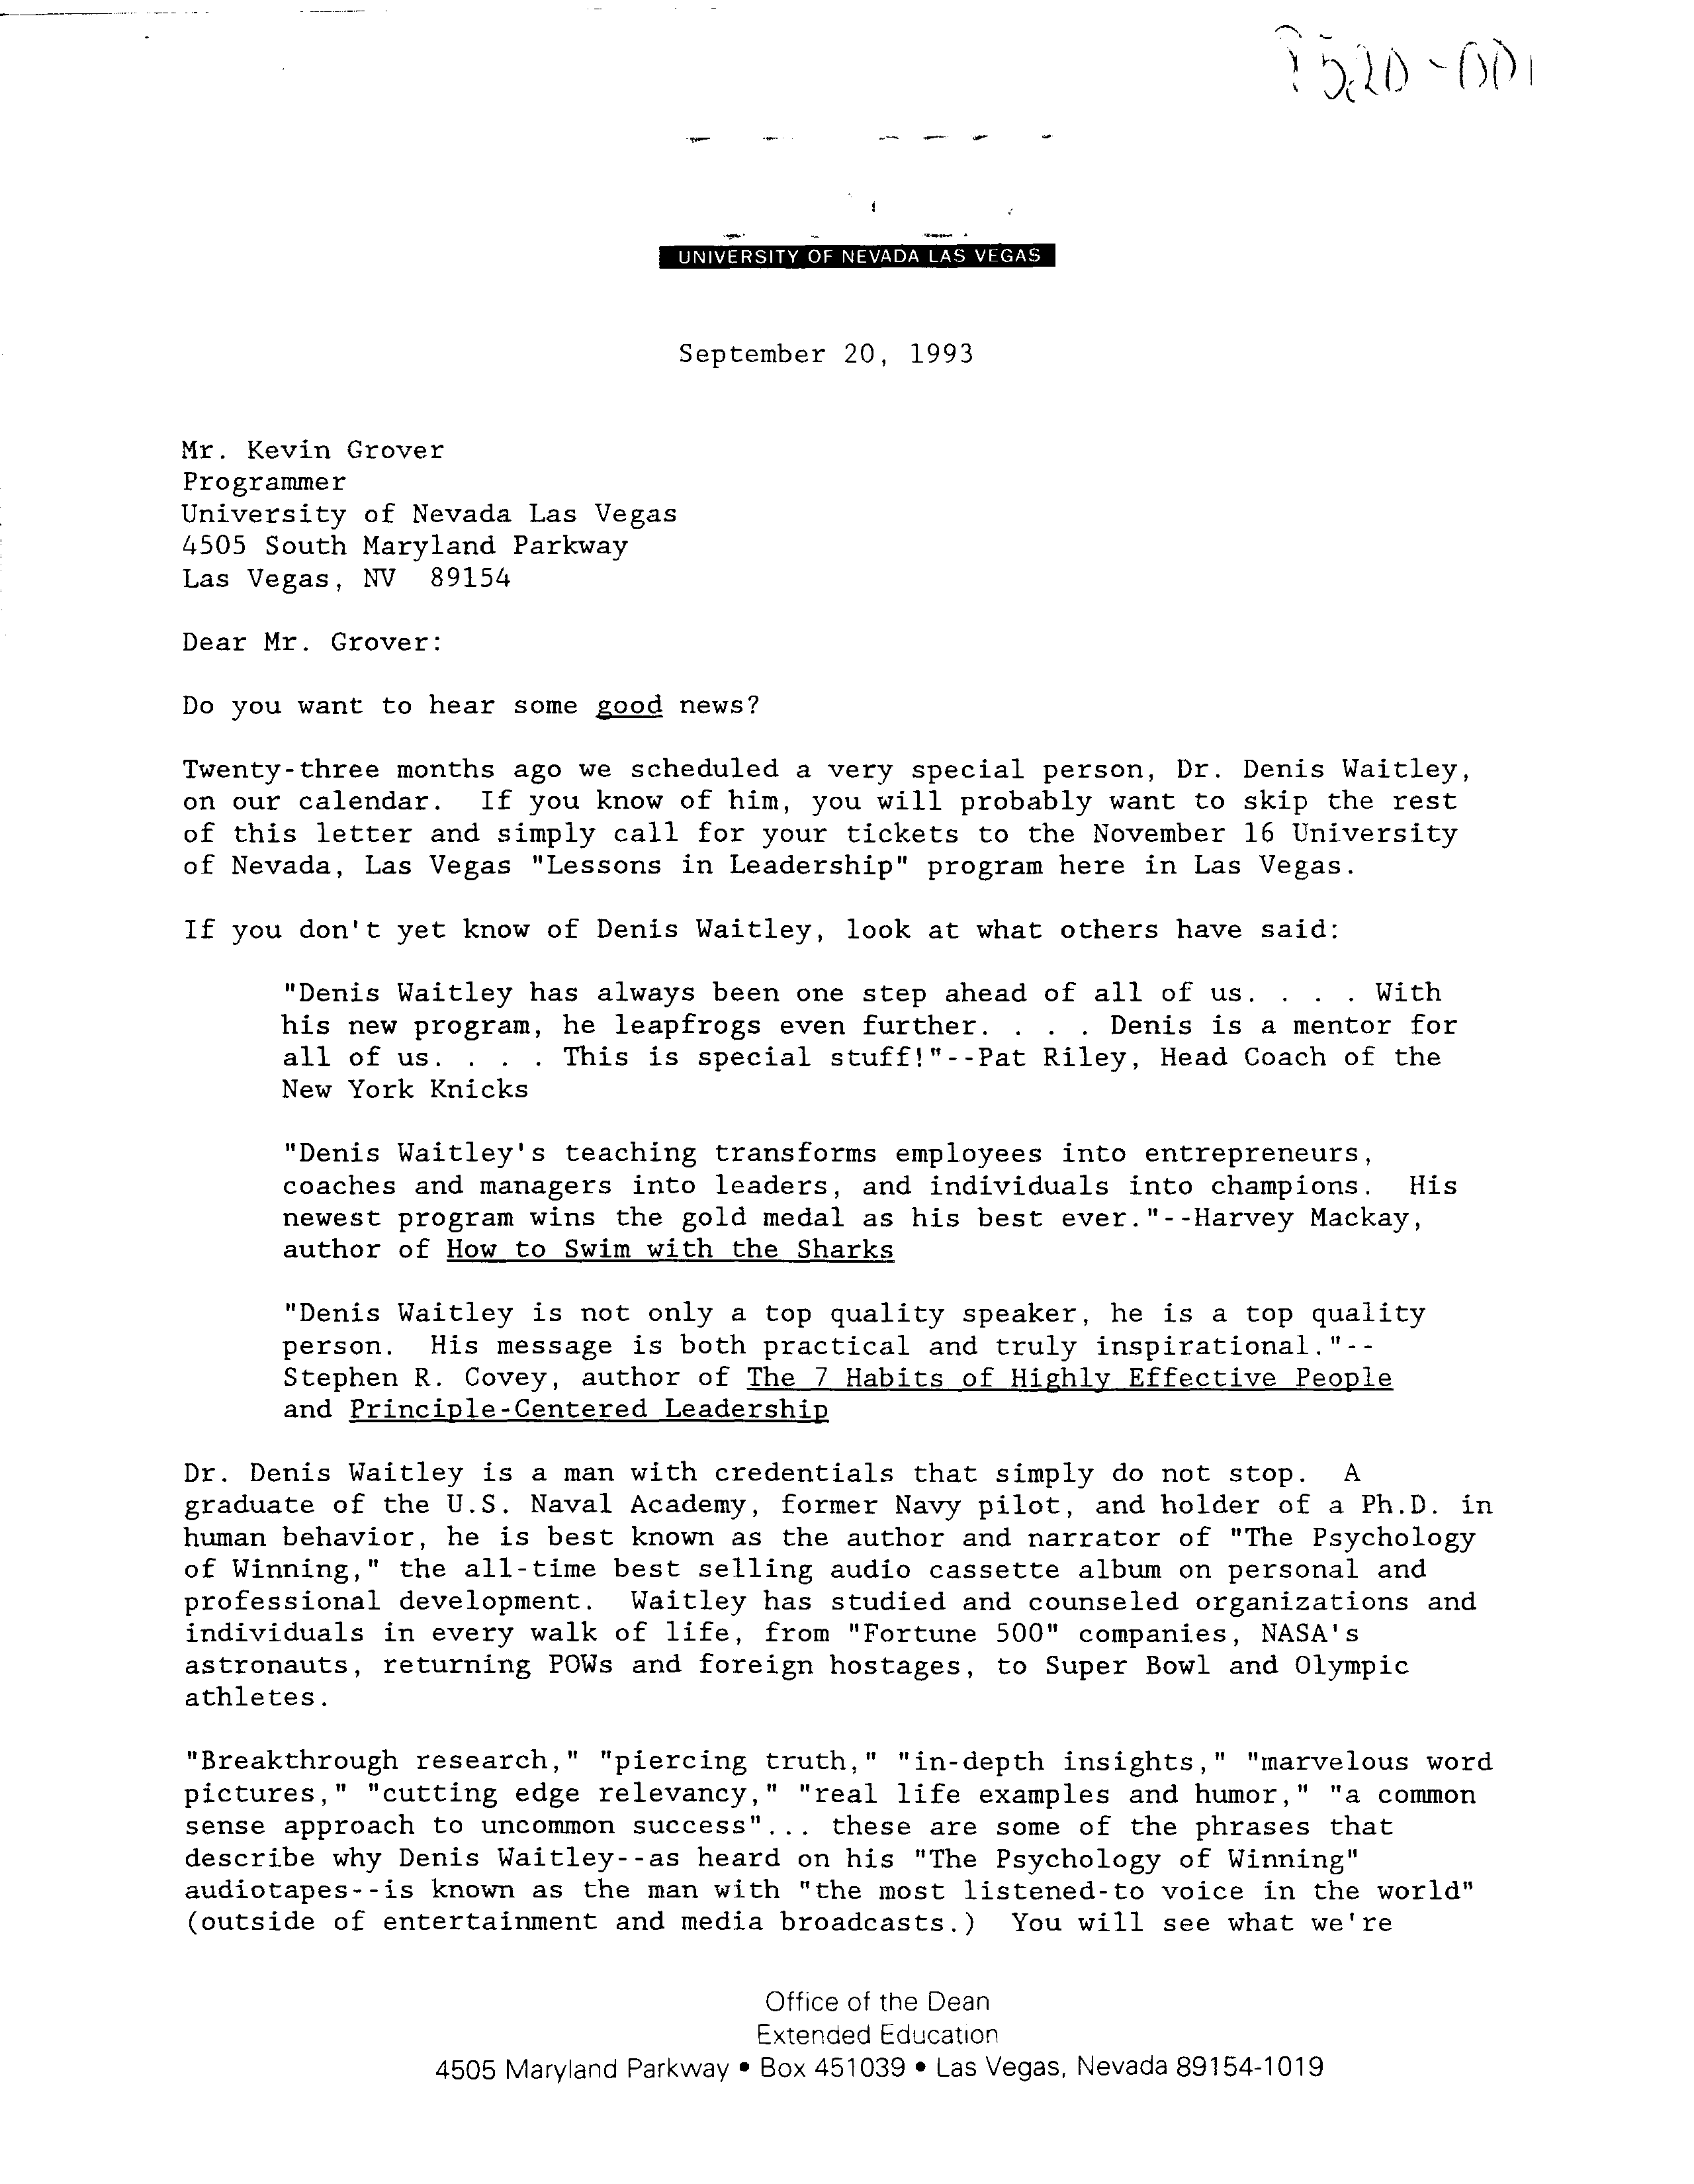 UNIVERSITY OF NEVADA LAS VEGAS
September 20, 1993
Mr. Kevin Grover
Programmer
University of Nevada Las Vegas
4505 South Maryland Parkway
Las Vegas, NV  89154
Dear Mr. Grover:
Do you want to hear some good news?
Twenty-three months ago we scheduled a very special person, Dr. Denis Waitley,
on our calendar.  If you know of him, you will probably want to skip the rest
of this letter and simply call for your tickets to the November 16 University
of Nevada, Las Vegas "Lessons in Leadership" program here in Las Vegas.
If you don't yet know of Denis Waitley, look at what others have said:
"Denis Waitley has always been one step ahead of all of us. . . . With
his new program, he leapfrogs even further. . . . Denis is a mentor for
all of us. . . . This is special stuff!"--Pat Riley, Head Coach of the
New York Knicks
"Denis Waitley's teaching transforms employees into entrepreneurs,
coaches and managers into leaders, and individuals into champions.  His
newest program wins the gold medal as his best ever."--Harvey Mackay,
author of How to Swim with the Sharks
"Denis Waitley is not only a top quality speaker, he is a top quality
person.  His message is both practical and truly inspirational."--
Stephen R. Covey, author of The 7 Habits of Highly Effective People
and Principle-Centered Leadership
Dr. Denis Waitley is a man with credentials that simply do not stop.  A
graduate of the U.S. Naval Academy, former Navy pilot, and holder of a Ph.D. in
human behavior, he is best known as the author and narrator of "The Psychology
of Winning," the all-time best selling audio cassette album on personal and
professional development.  Waitley has studied and counseled organizations and
individuals in every walk of life, from "Fortune 500" companies, NASA's
astronauts, returning POWs and foreign hostages, to Super Bowl and Olympic
athletes.
"Breakthrough research," "piercing truth," "in-depth insights," "marvelous word
pictures," "cutting edge relevancy," "real life examples and humor," "a common
sense approach to uncommon success"... these are some of the phrases that
describe why Denis Waitley--as heard on his "The Psychology of Winning"
audiotapes--is known as the man with "the most listened-to voice in the world"
(outside of entertainment and media broadcasts.)  You will see what we're
Office of the Dean
Extended Education
4505 Maryland Parkway • Box 451039 • Las Vegas, Nevada 89154-1019